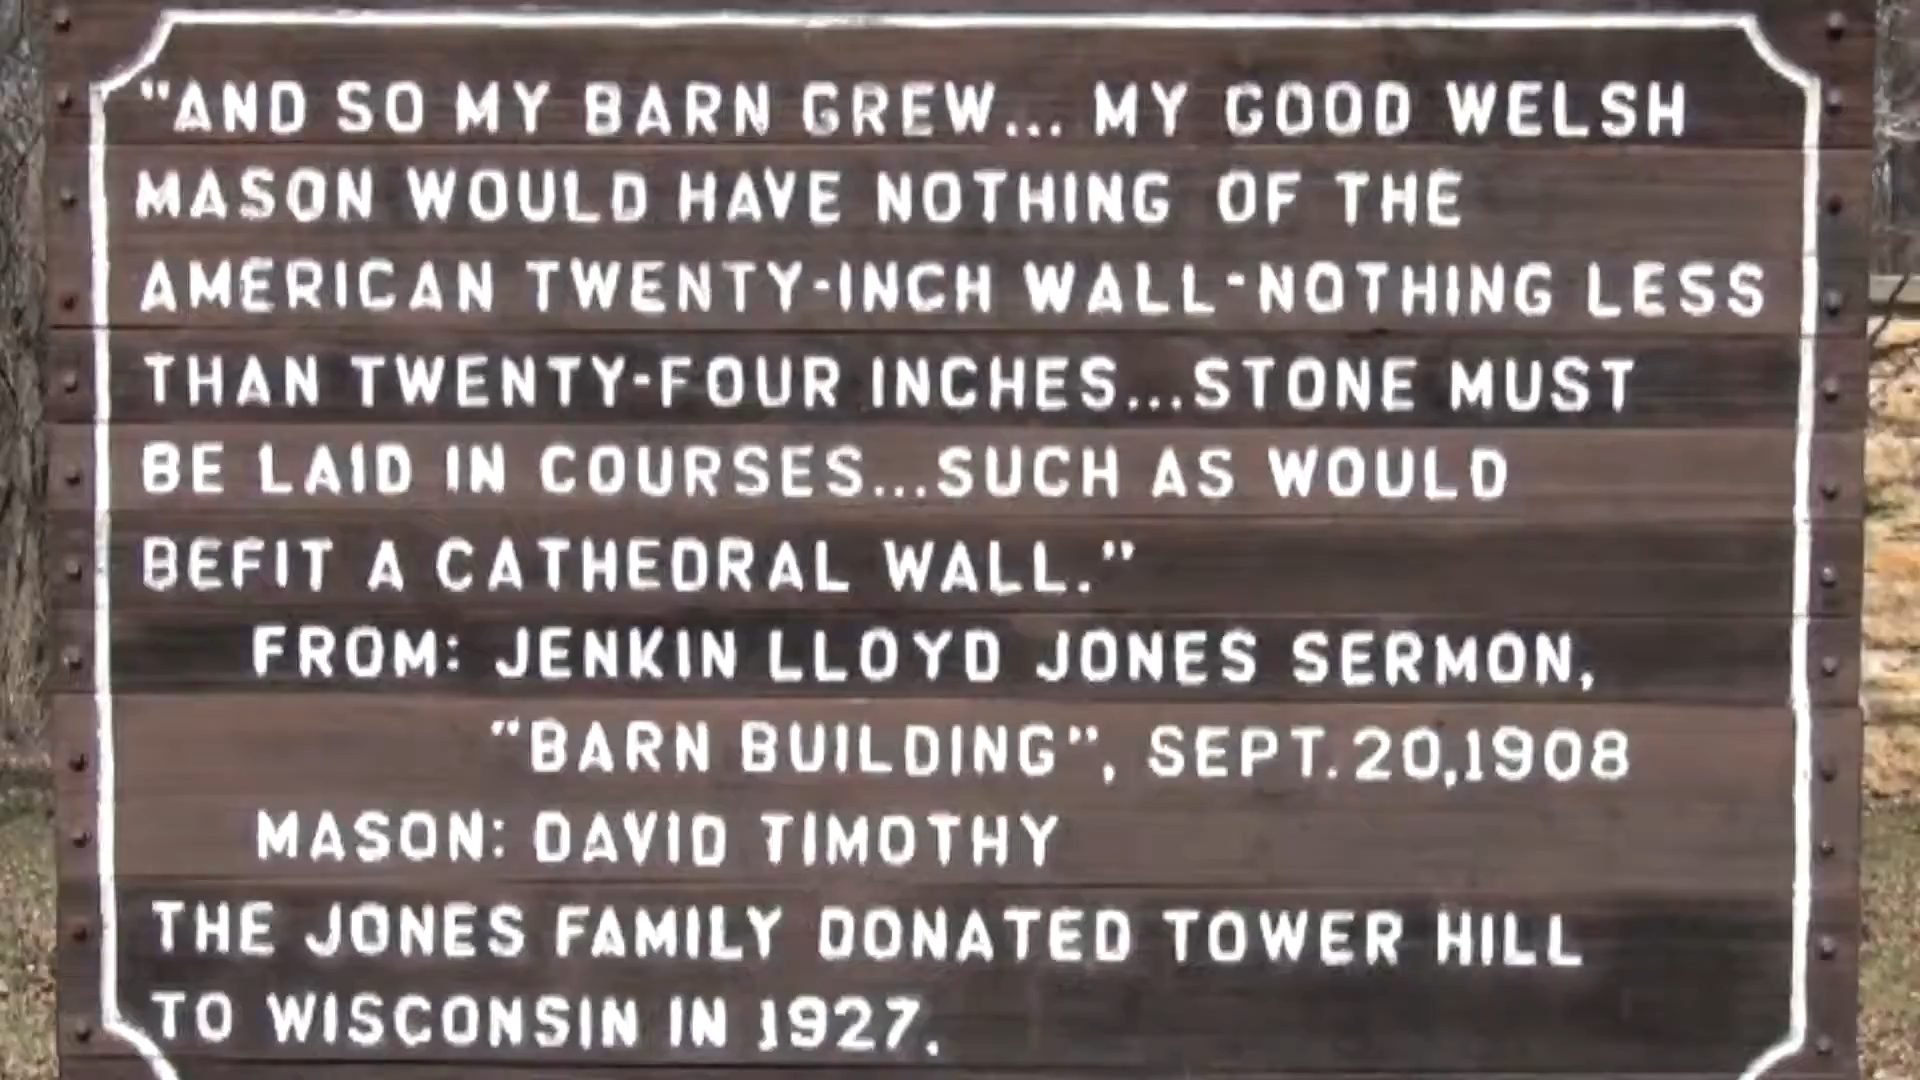 "AND SO MY BARN GREW... MY GOOD WELSH
MASON WOULD HAVE NOTHING OF THE
AMERICAN TWENTY-INCH WALL-NOTHING LESS
THAN TWENTY-FOUR INCHES...STONE MUST
BE LAID IN COURSES...SUCH AS WOULD
BEFIT A CATHEDRAL WALL."
FROM: JENKIN LLOYD JONES SERMON,
"BARN BUILDING", SEPT. 20,1908
MASON: DAVID TIMOTHY
THE JONES FAMILY DONATED TOWER HILL
TO WISCONSIN IN 1927.